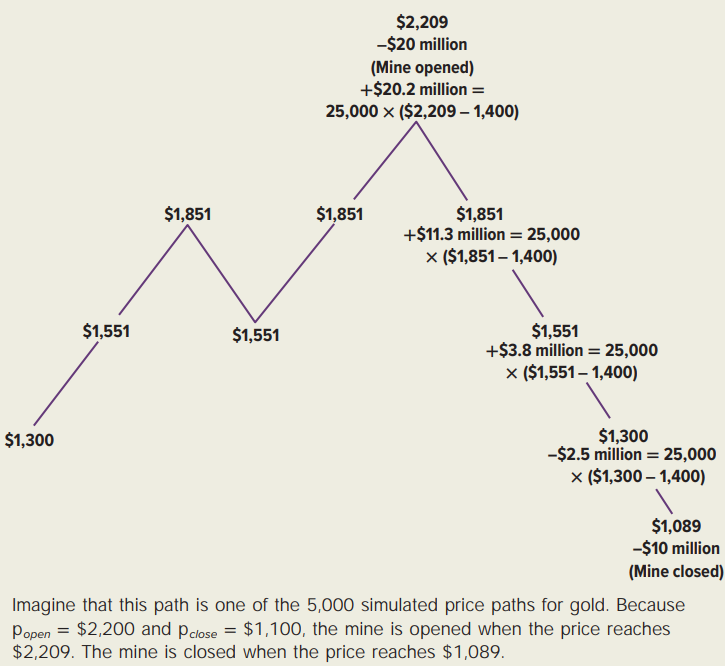 $2,209
–$20 million
(Mine opened)
+$20.2 million =
25,000 × ($2,209 – 1,400)
$1,851
$1,851
$1,851
+$11.3 million = 25,000
× ($1,851 – 1,400)
$1,551
$1,551
$1,551
+$3.8 million = 25,000
× ($1,551 – 1,400)
$1,300
$1,300
–$2.5 million = 25,000
× ($1,300 – 1,400)
$1,089
–$10 million
(Mine closed)
Imagine that this path is one of the 5,000 simulated price paths for gold. Because
popen = $2,200 and pclose = $1,100, the mine is opened when the price reaches
$2,209. The mine is closed when the price reaches $1,089.